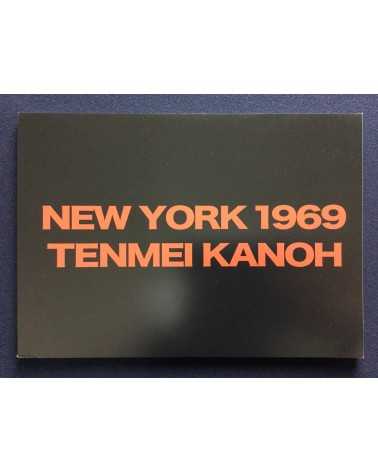 NEW YORK 1969
TENMEI KANOH